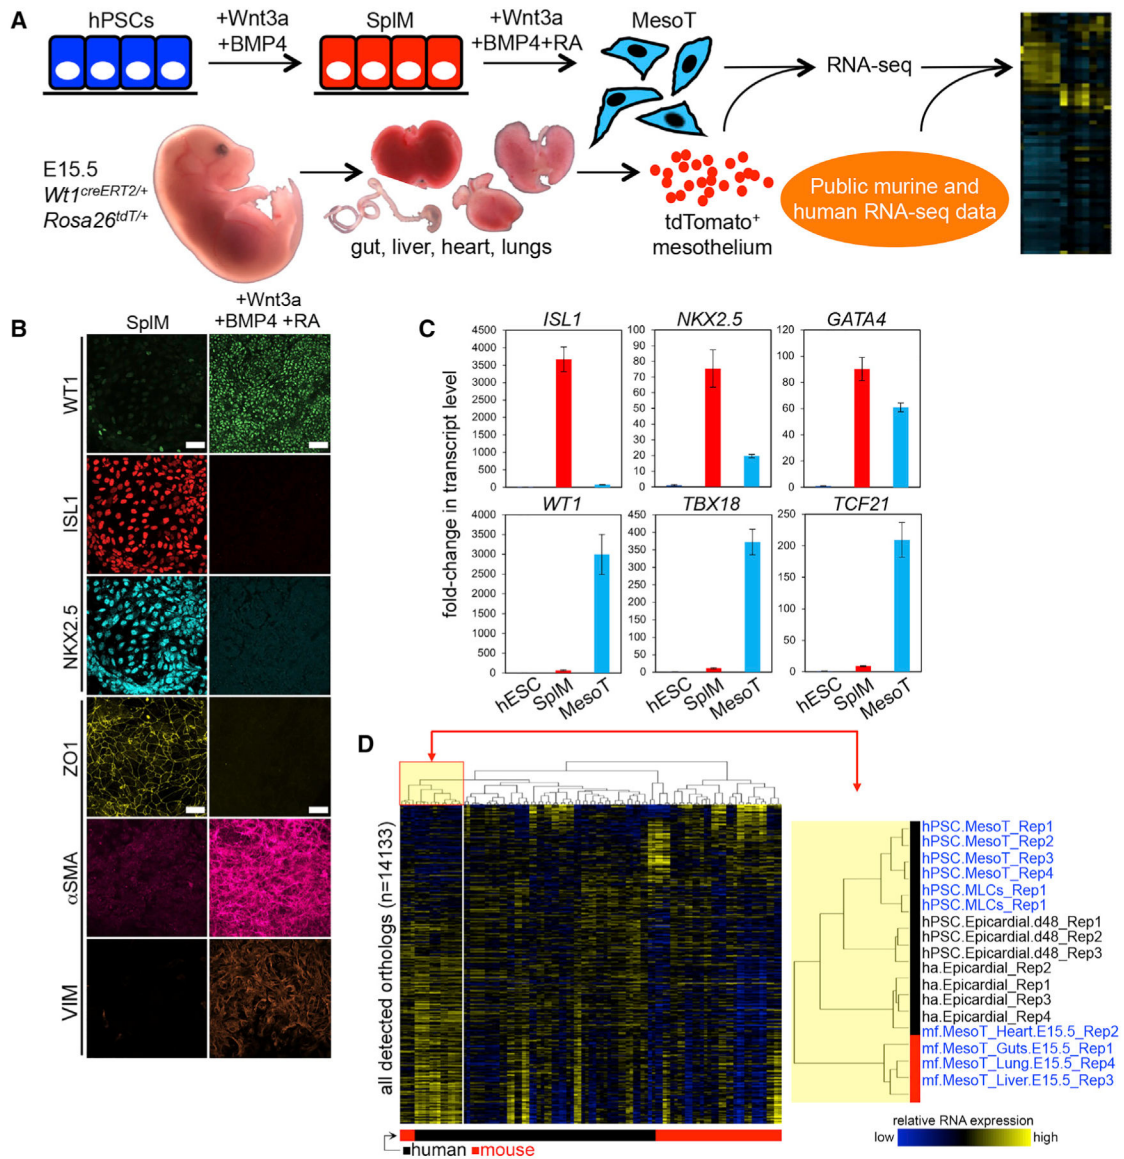 A
hPSCs
+Wnt3a
+BMP4
SplM
+Wnt3a
+BMP4+RA
MesoT
RNA-seq
E15.5
Wt1creERT2/+
Rosa26tdT/+
gut, liver, heart, lungs
tdTomato+
mesothelium
Public murine and
human RNA-seq data
B
SplM
+Wnt3a
+BMP4 +RA
WT1
ISL1
NKX2.5
ZO1
αSMA
VIM
C
fold-change in transcript level
ISL1
4500
4000
3500
3000
2500
2000
1500
1000
500
0
NKX2.5
100
90
80
70
60
50
40
30
20
10
0
GATA4
120
100
80
60
40
20
0
WT1
4000
3500
3000
2500
2000
1500
1000
500
0
TBX18
450
400
350
300
250
200
150
100
50
0
TCF21
250
200
150
100
50
0
hESC
SplM
MesoT
hESC
SplM
MesoT
hESC
SplM
MesoT
D
all detected orthologs (n=14133)
human mouse
hPSC.MesoT_Rep1
hPSC.MesoT_Rep2
hPSC.MesoT_Rep3
hPSC.MesoT_Rep4
hPSC.MLCs_Rep1
hPSC.MLCs_Rep1
hPSC.Epicardial.d48_Rep1
hPSC.Epicardial.d48_Rep2
hPSC.Epicardial.d48_Rep3
ha.Epicardial_Rep2
ha.Epicardial_Rep1
ha.Epicardial_Rep3
ha.Epicardial_Rep4
mf.MesoT_Heart.E15.5_Rep2
mf.MesoT_Guts.E15.5_Rep1
mf.MesoT_Lung.E15.5_Rep4
mf.MesoT_Liver.E15.5_Rep3
relative RNA expression
low high